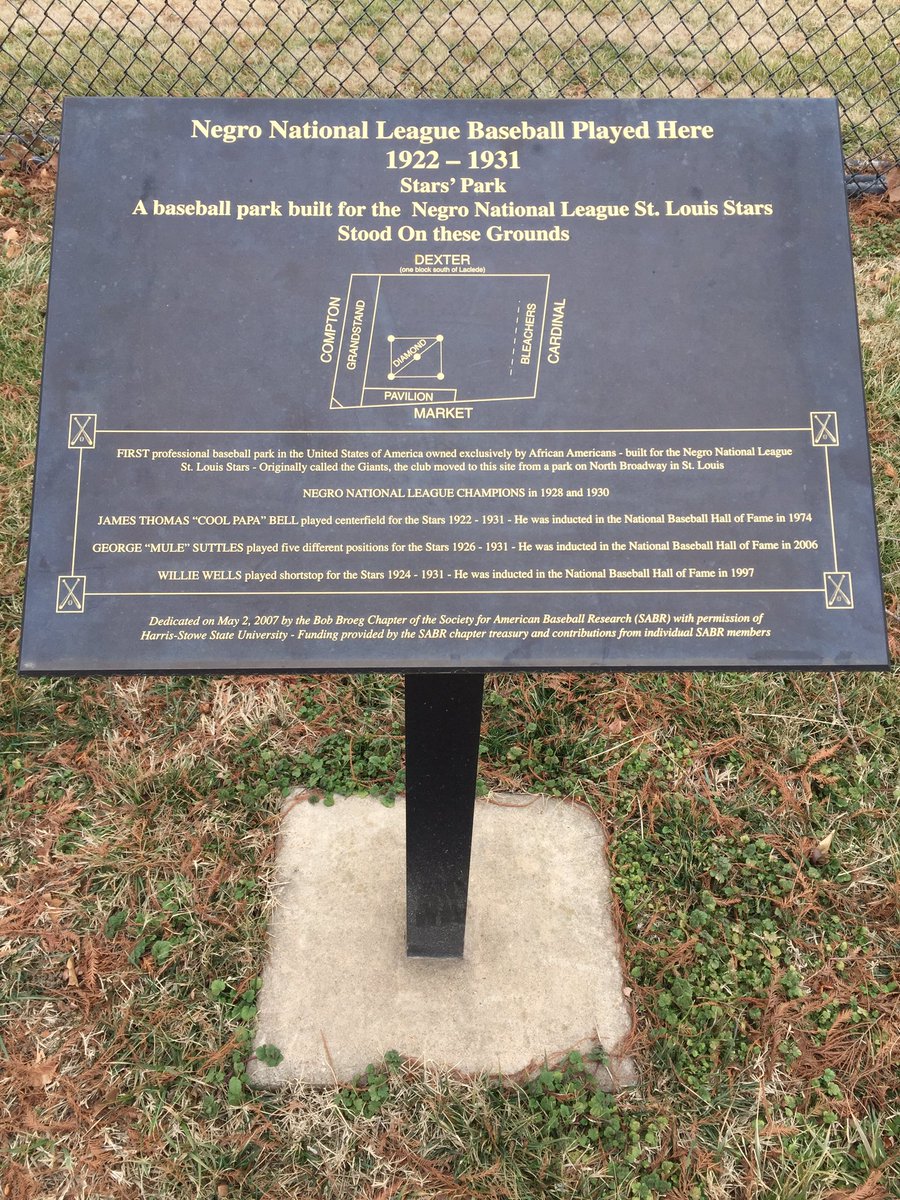 Negro National League Baseball Played Here
1922 – 1931
Stars' Park
A baseball park built for the Negro National League St. Louis Stars
Stood On these Grounds
DEXTER
(one block south of Laclede)
COMPTON
GRANDSTAND
DIAMOND
BLEACHERS
CARDINAL
PAVILION
MARKET
FIRST professional baseball park in the United States of America owned exclusively by African Americans - built for the Negro National League
St. Louis Stars - Originally called the Giants, the club moved to this site from a park on North Broadway in St. Louis
NEGRO NATIONAL LEAGUE CHAMPIONS in 1928 and 1930
JAMES THOMAS "COOL PAPA" BELL played centerfield for the Stars 1922 - 1931 - He was inducted in the National Baseball Hall of Fame in 1974
GEORGE "MULE" SUTTLES played five different positions for the Stars 1926 - 1931 - He was inducted in the National Baseball Hall of Fame in 2006
WILLIE WELLS played shortstop for the Stars 1924 - 1931 - He was inducted in the National Baseball Hall of Fame in 1997
Dedicated on May 2, 2007 by the Bob Broeg Chapter of the Society for American Baseball Research (SABR) with permission of
Harris-Stowe State University - Funding provided by the SABR chapter treasury and contributions from individual SABR members